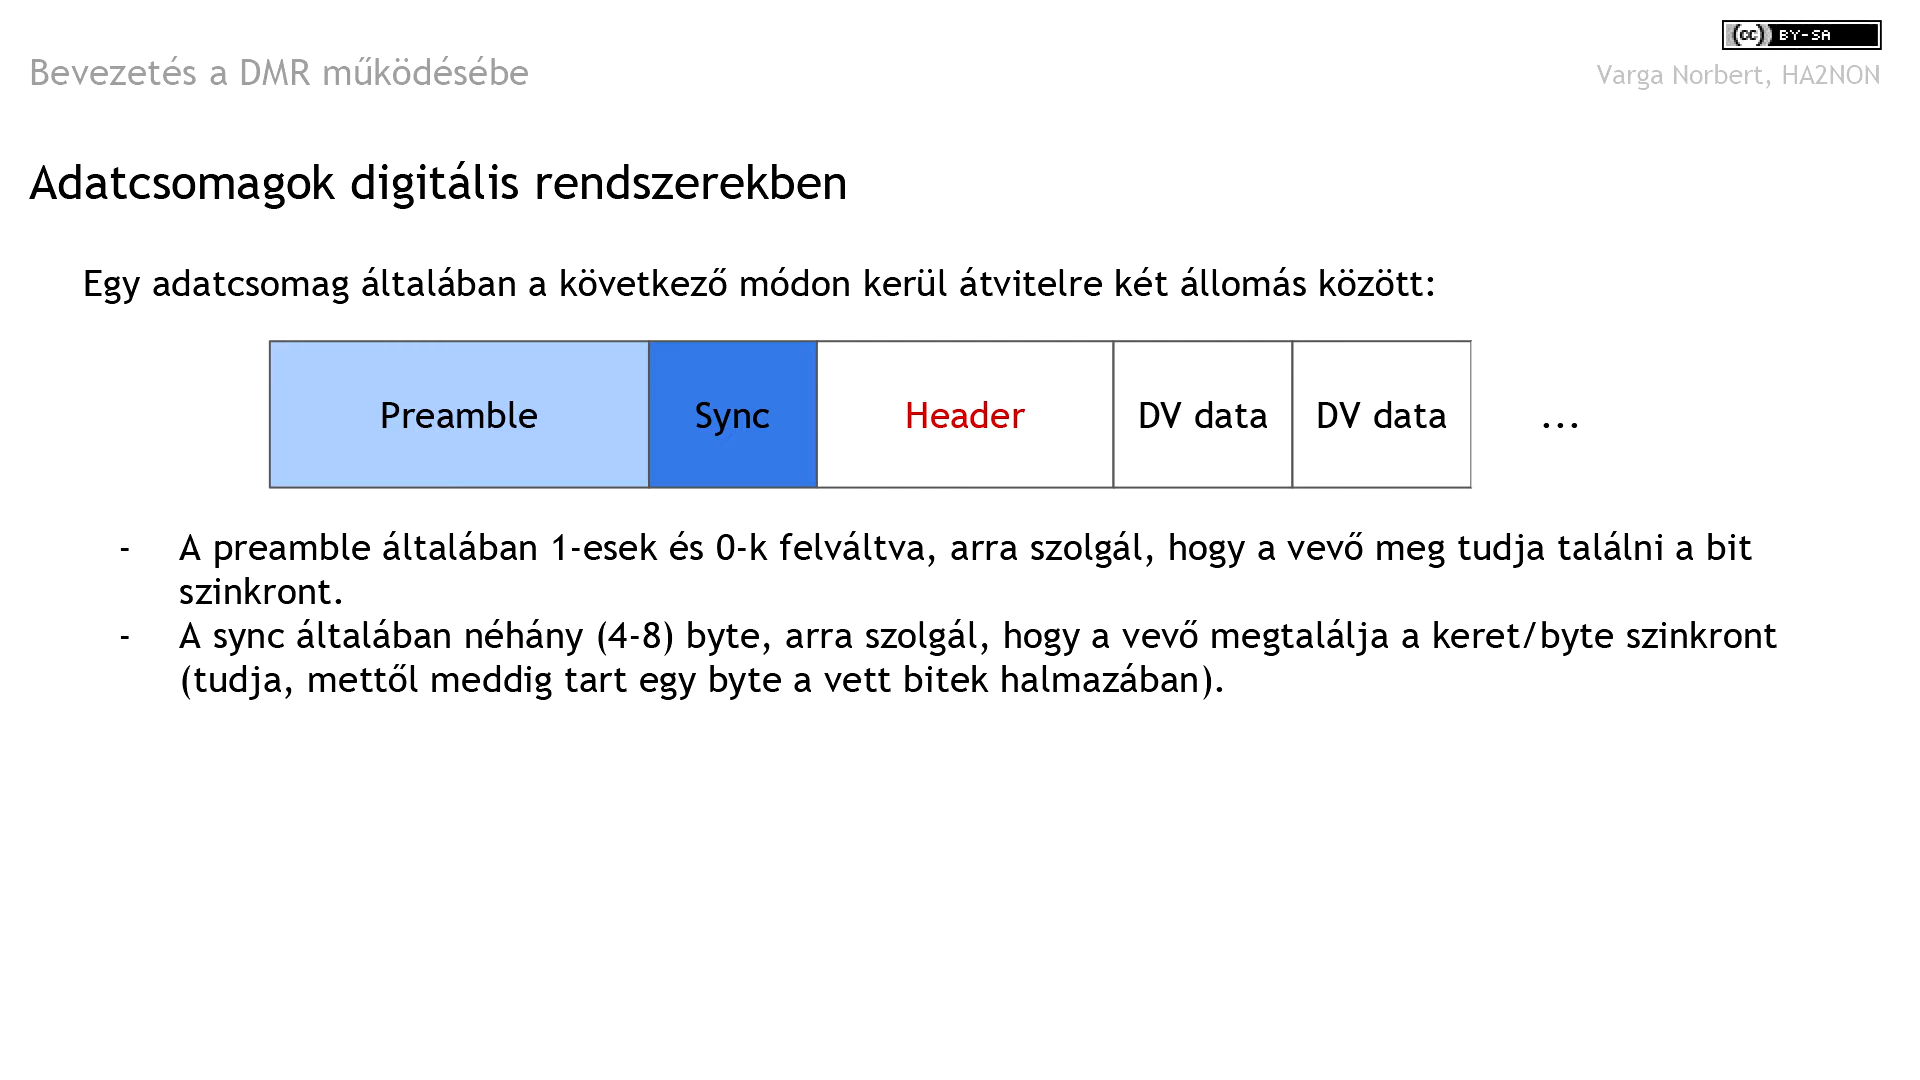 (cc) BY-SA
Bevezetés a DMR működésébe
Varga Norbert, HA2NON
Adatcsomagok digitális rendszerekben
Egy adatcsomag általában a következő módon kerül átvitelre két állomás között:
Preamble Sync Header DV data DV data ...
- A preamble általában 1-esek és 0-k felváltva, arra szolgál, hogy a vevő meg tudja találni a bit
szinkront.
- A sync általában néhány (4-8) byte, arra szolgál, hogy a vevő megtalálja a keret/byte szinkront
(tudja, mettől meddig tart egy byte a vett bitek halmazában).